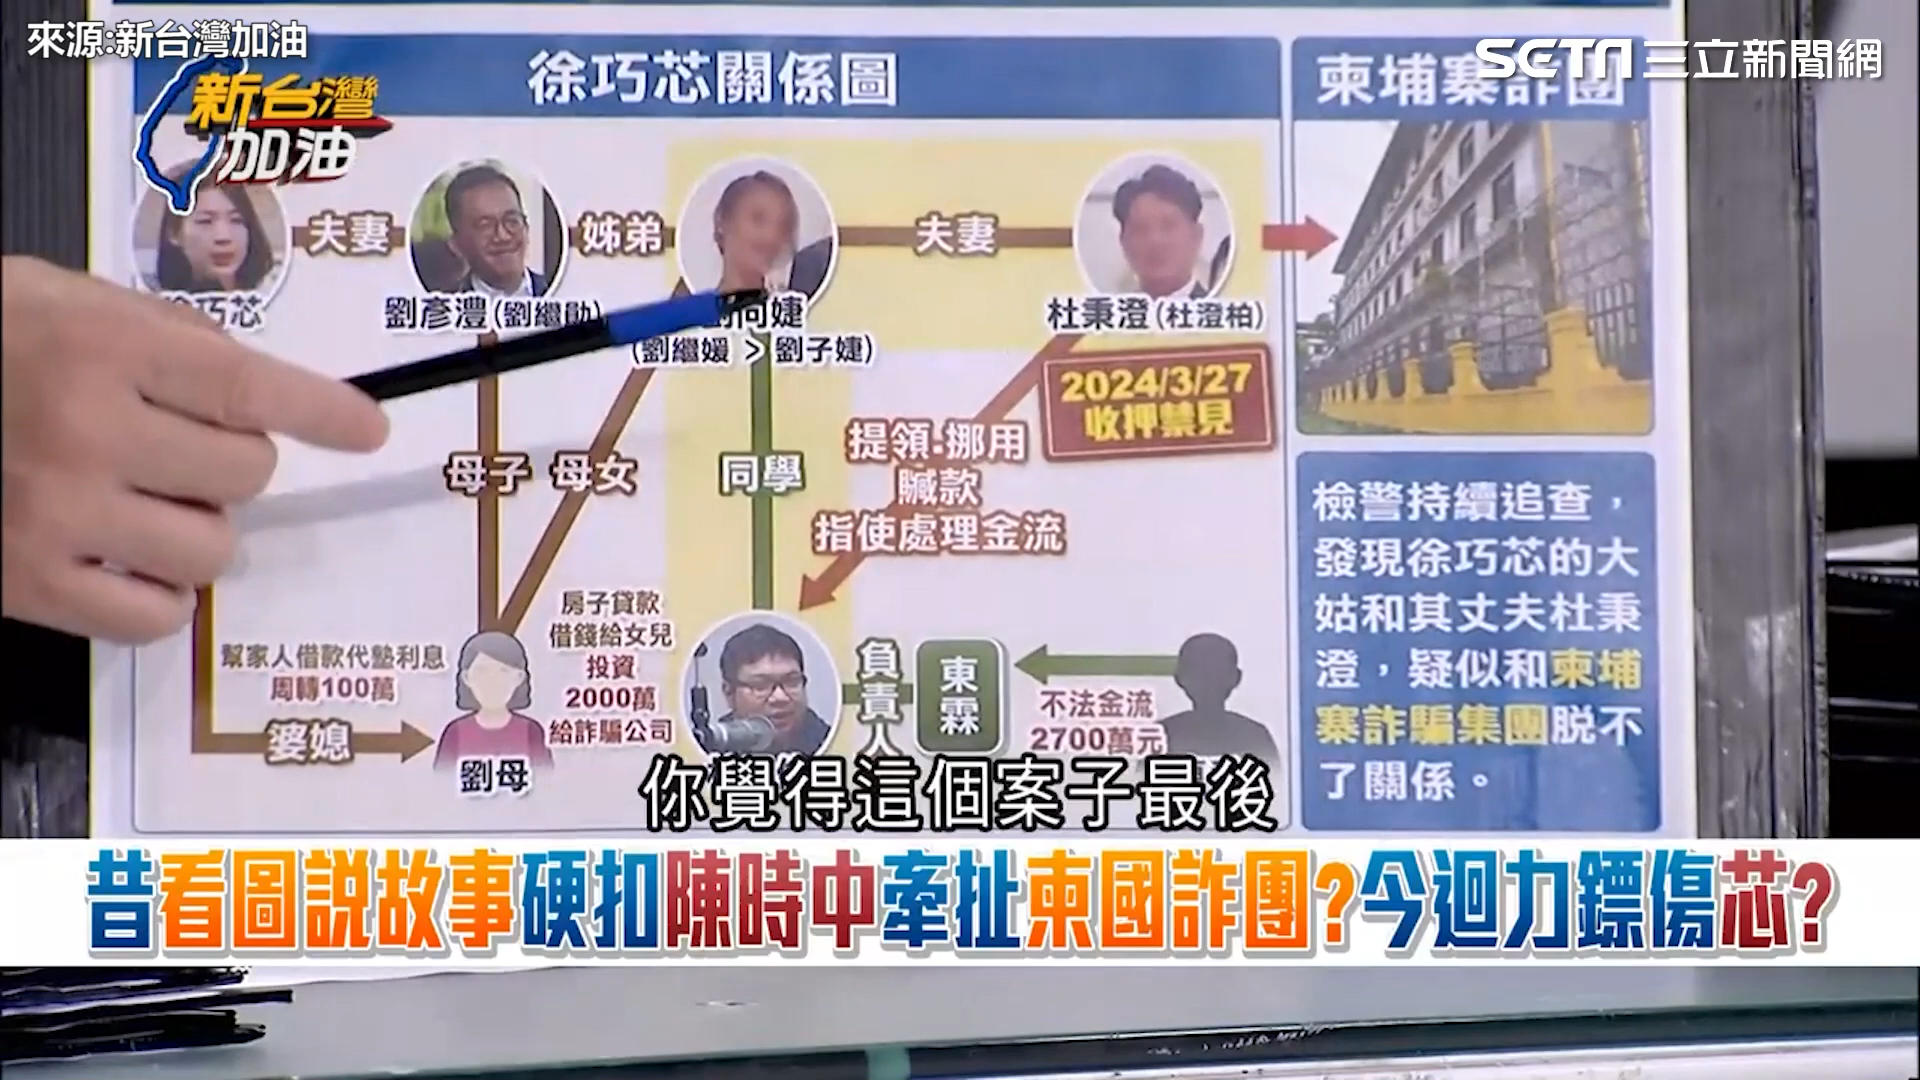 來源:新台灣加油
SETN三立新聞網
新台灣
加油
徐巧芯關係圖
柬埔寨詐團
夫妻
姊弟
夫妻
巧芯
劉彥澧(劉繼勛)
向婕
(劉繼媛 > 劉子婕)
杜秉澄(杜澄柏)
2024/3/27
收押禁見
母子
母女
同學
提領.挪用
贓款
指使處理金流
幫家人借款代墊利息
周轉100萬
婆媳
劉母
房子貸款
借錢給女兒
投資
2000萬
給詐騙公司
負責人
東霖
不法金流
2700萬元
檢警持續追查，
發現徐巧芯的大
姑和其丈夫杜秉
澄，疑似和柬埔
寨詐騙集團脫不
了關係。
你覺得這個案子最後
昔看圖說故事硬扣陳時中牽扯柬國詐團?今迴力鏢傷芯?